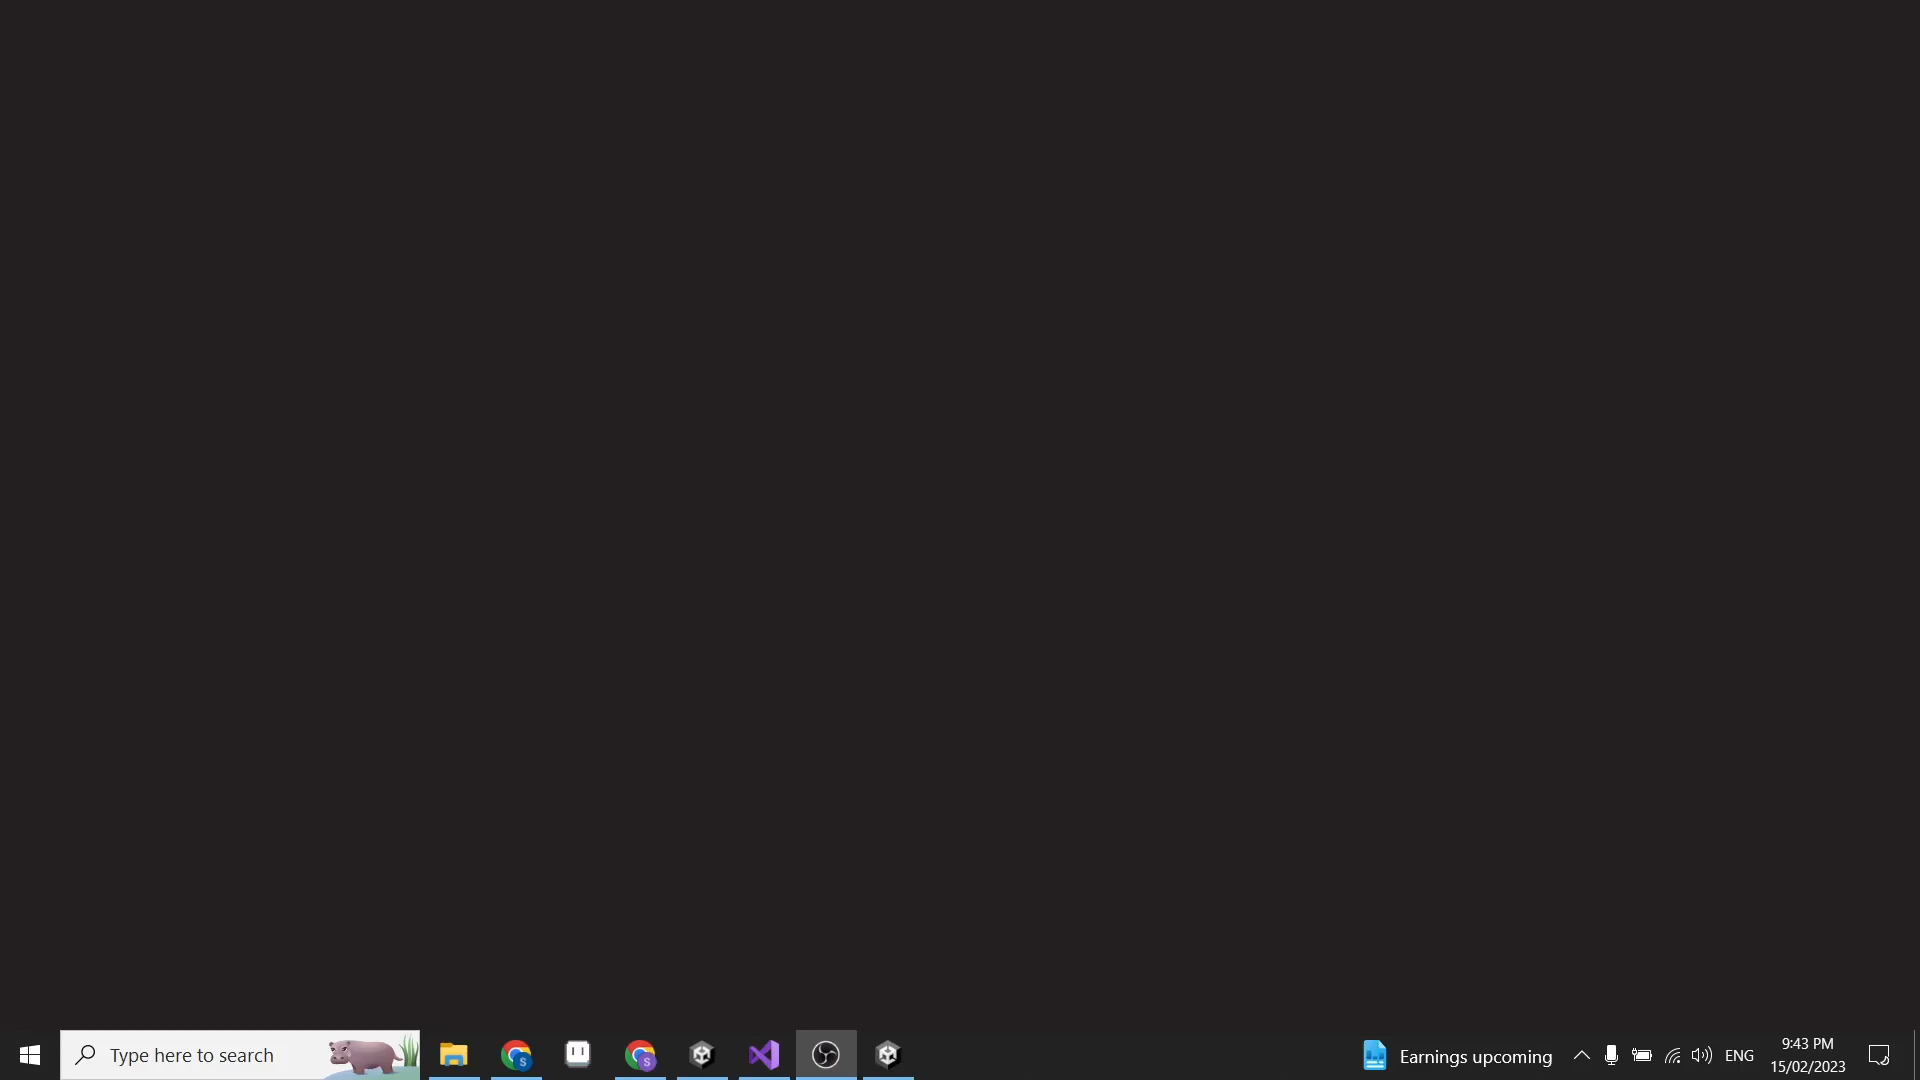 Type here to search
S
S
Earnings upcoming
ENG
9:43 PM
15/02/2023